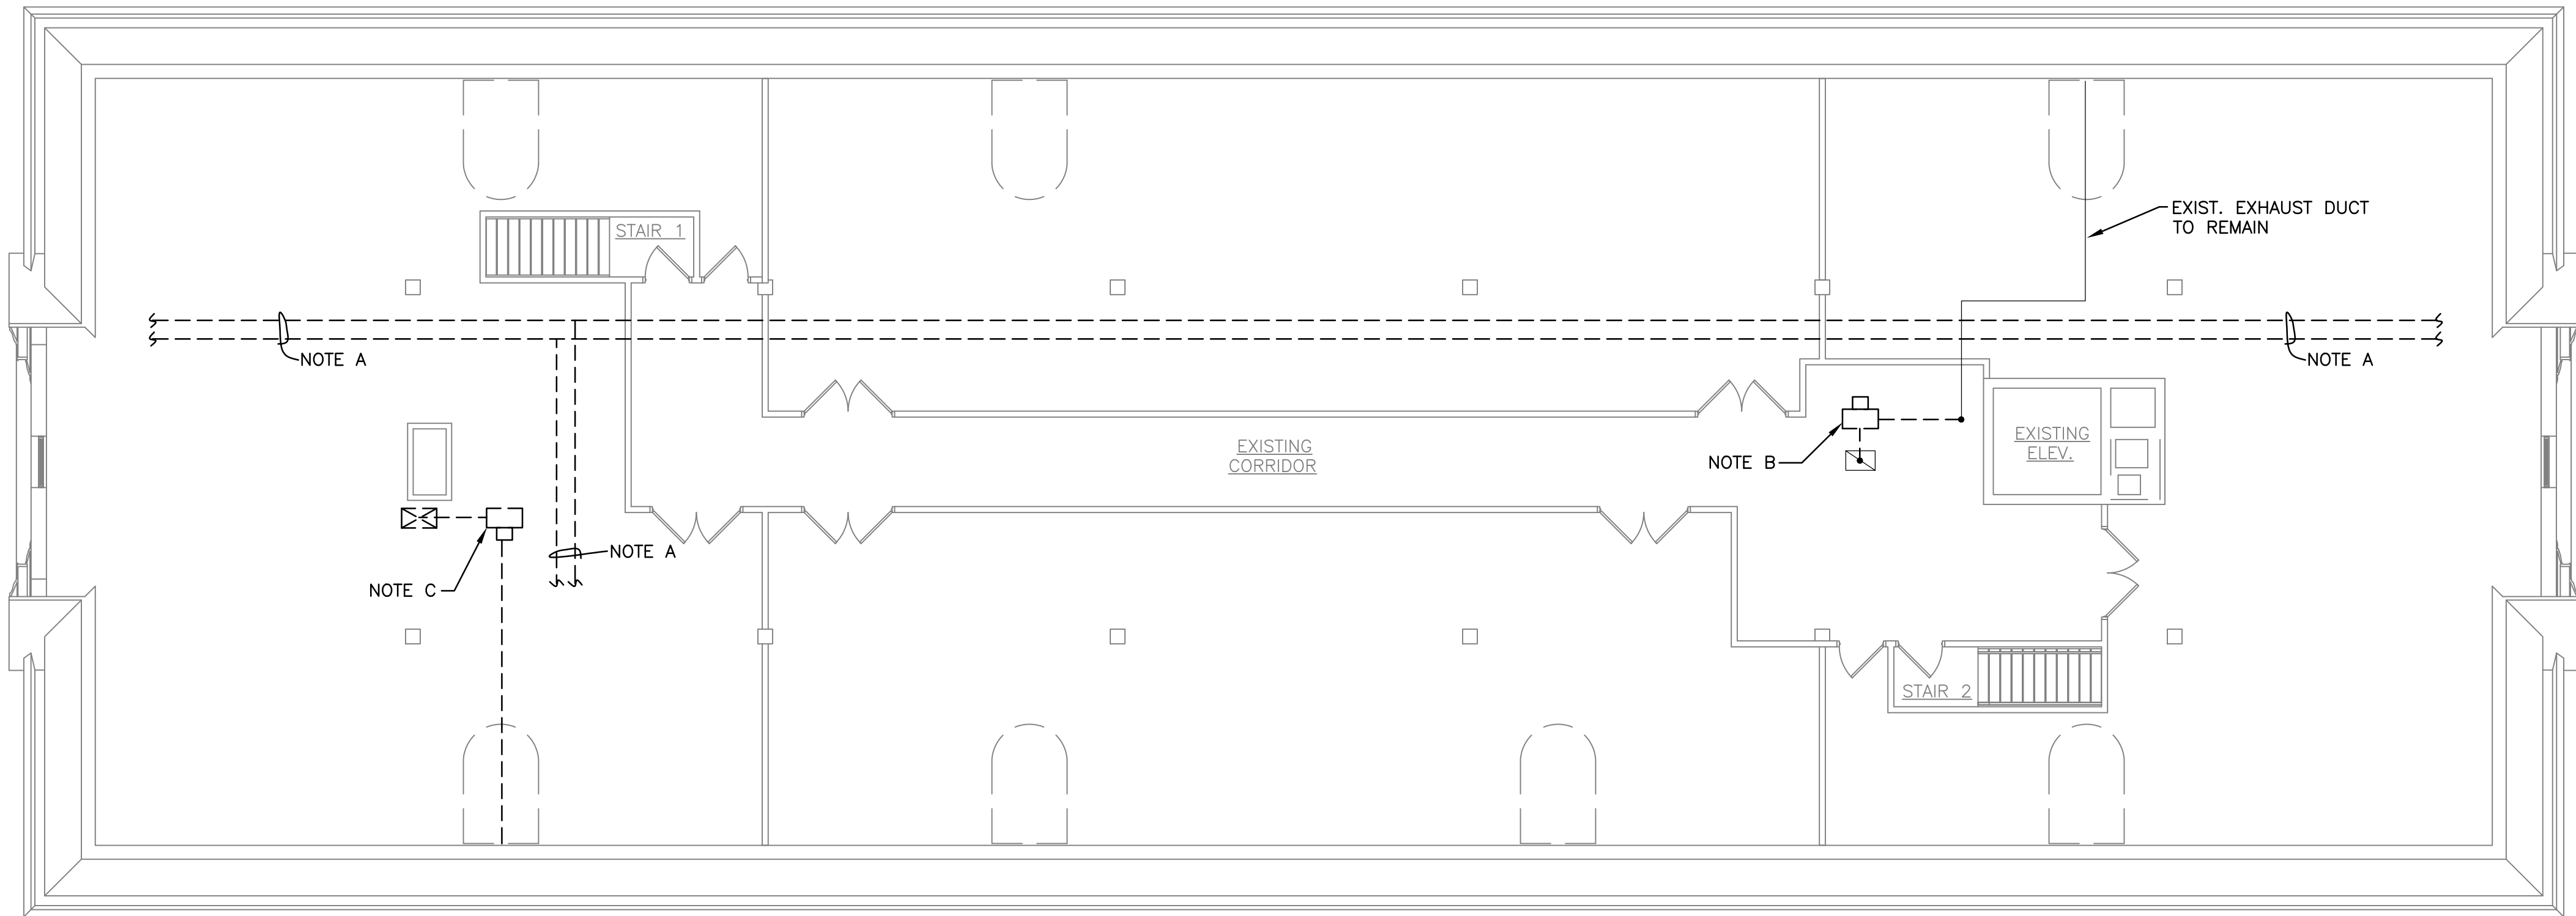 STAIR 1
EXIST. EXHAUST DUCT
TO REMAIN
NOTE A
NOTE A
EXISTING
CORRIDOR
NOTE B
EXISTING
ELEV.
NOTE A
NOTE C
STAIR 2